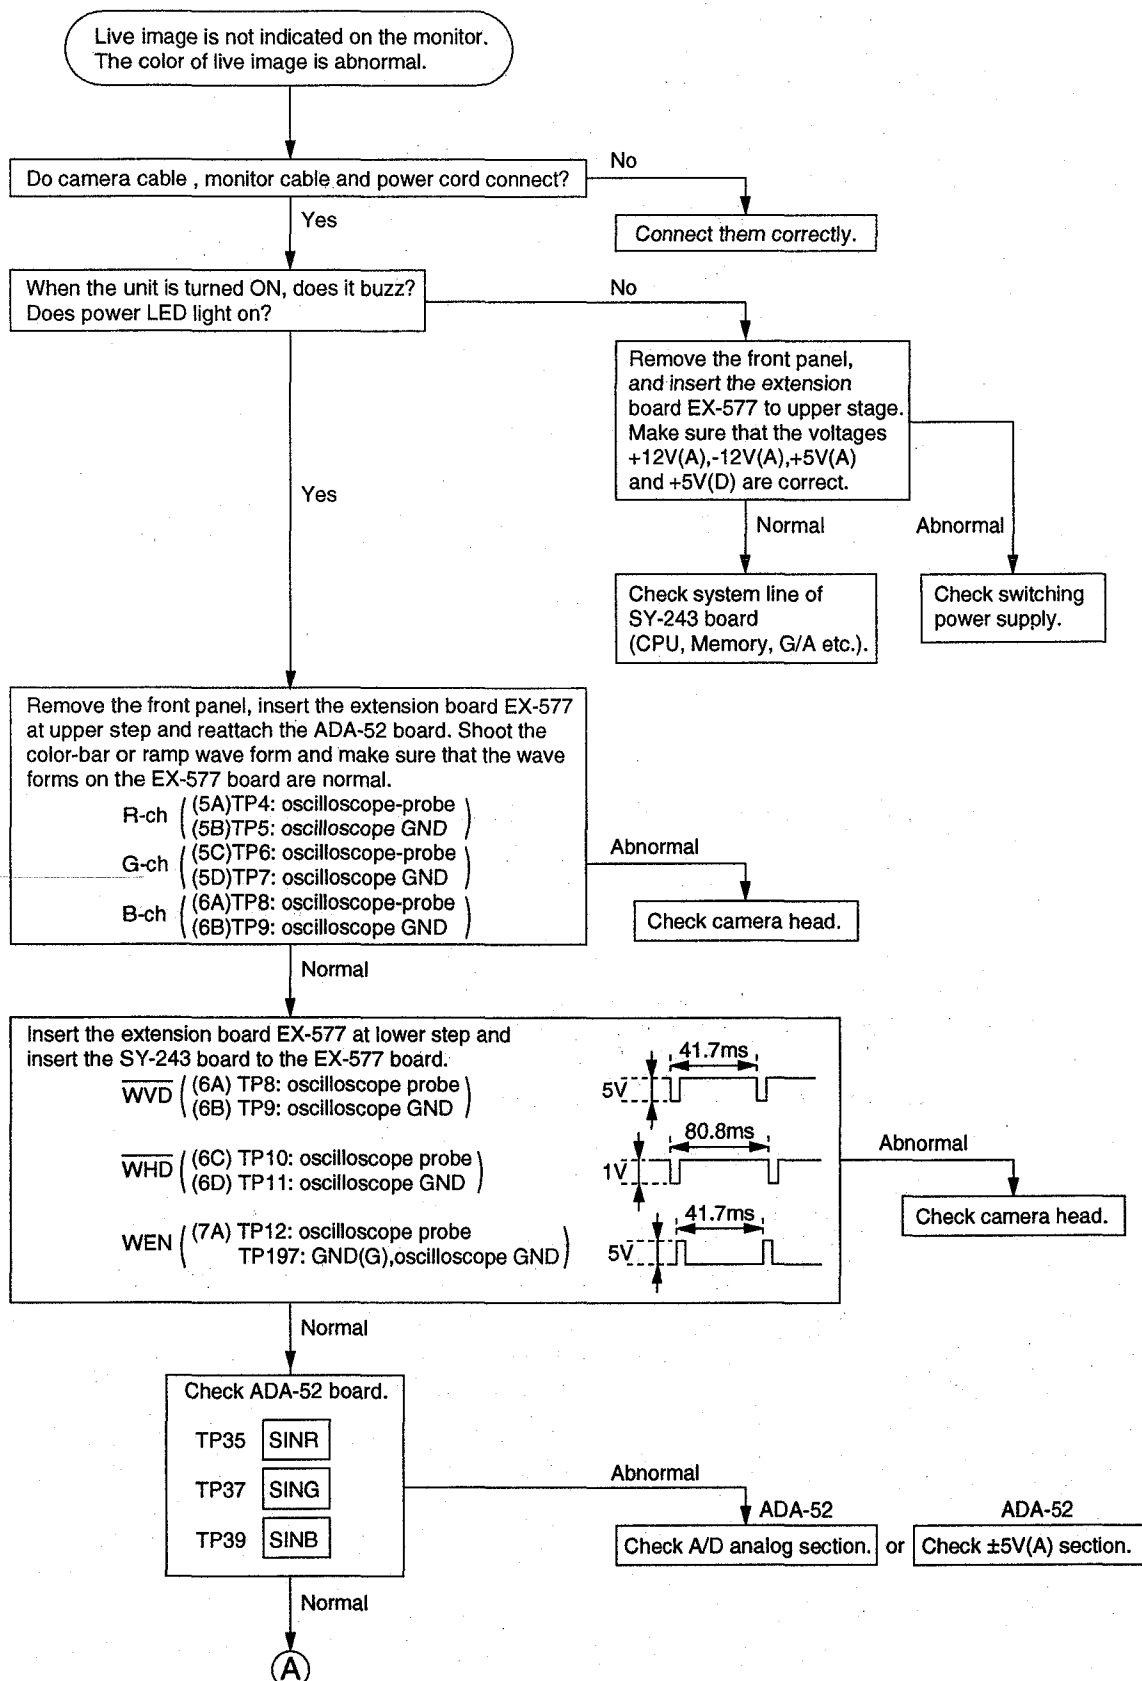 Live image is not indicated on the monitor.
The color of live image is abnormal.
Do camera cable , monitor cable and power cord connect?
No
Connect them correctly.
Yes
When the unit is turned ON, does it buzz?
Does power LED light on?
No
Remove the front panel,
and insert the extension
board EX-577 to upper stage.
Make sure that the voltages
+12V(A),-12V(A),+5V(A)
and +5V(D) are correct.
Yes
Normal
Abnormal
Check system line of
SY-243 board
(CPU, Memory, G/A etc.).
Check switching
power supply.
Remove the front panel, insert the extension board EX-577
at upper step and reattach the ADA-52 board. Shoot the
color-bar or ramp wave form and make sure that the wave
forms on the EX-577 board are normal.
R-ch
(5A)TP4: oscilloscope-probe
(5B)TP5: oscilloscope GND
G-ch
(5C)TP6: oscilloscope-probe
(5D)TP7: oscilloscope GND
B-ch
(6A)TP8: oscilloscope-probe
(6B)TP9: oscilloscope GND
Abnormal
Check camera head.
Normal
Insert the extension board EX-577 at lower step and
insert the SY-243 board to the EX-577 board.
WVD
(6A) TP8: oscilloscope probe
(6B) TP9: oscilloscope GND
41.7ms
5V
WHD
(6C) TP10: oscilloscope probe
(6D) TP11: oscilloscope GND
80.8ms
1V
WEN
(7A) TP12: oscilloscope probe
TP197: GND(G),oscilloscope GND
41.7ms
5V
Abnormal
Check camera head.
Normal
Check ADA-52 board.
TP35 SINR
TP37 SING
TP39 SINB
Abnormal
ADA-52
Check A/D analog section.
or
ADA-52
Check ±5V(A) section.
Normal
A